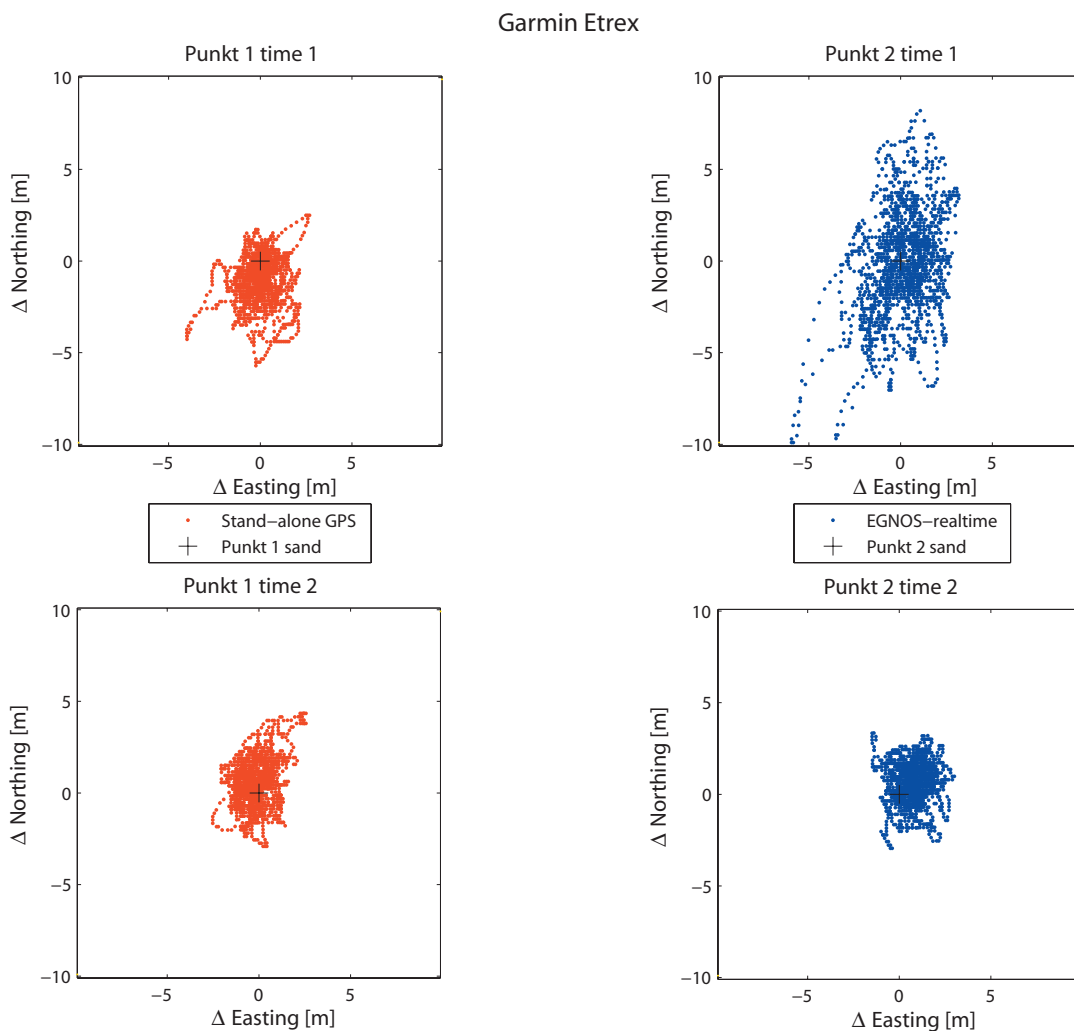 Garmin Etrex
Punkt 1 time 1
10
5
0
−5
−10
Δ Northing [m]
−5 0 5
Δ Easting [m]
Stand−alone GPS
Punkt 1 sand
Punkt 2 time 1
10
5
0
−5
−10
Δ Northing [m]
−5 0 5
Δ Easting [m]
EGNOS−realtime
Punkt 2 sand
Punkt 1 time 2
10
5
0
−5
−10
Δ Northing [m]
−5 0 5
Δ Easting [m]
Punkt 2 time 2
10
5
0
−5
−10
Δ Northing [m]
−5 0 5
Δ Easting [m]